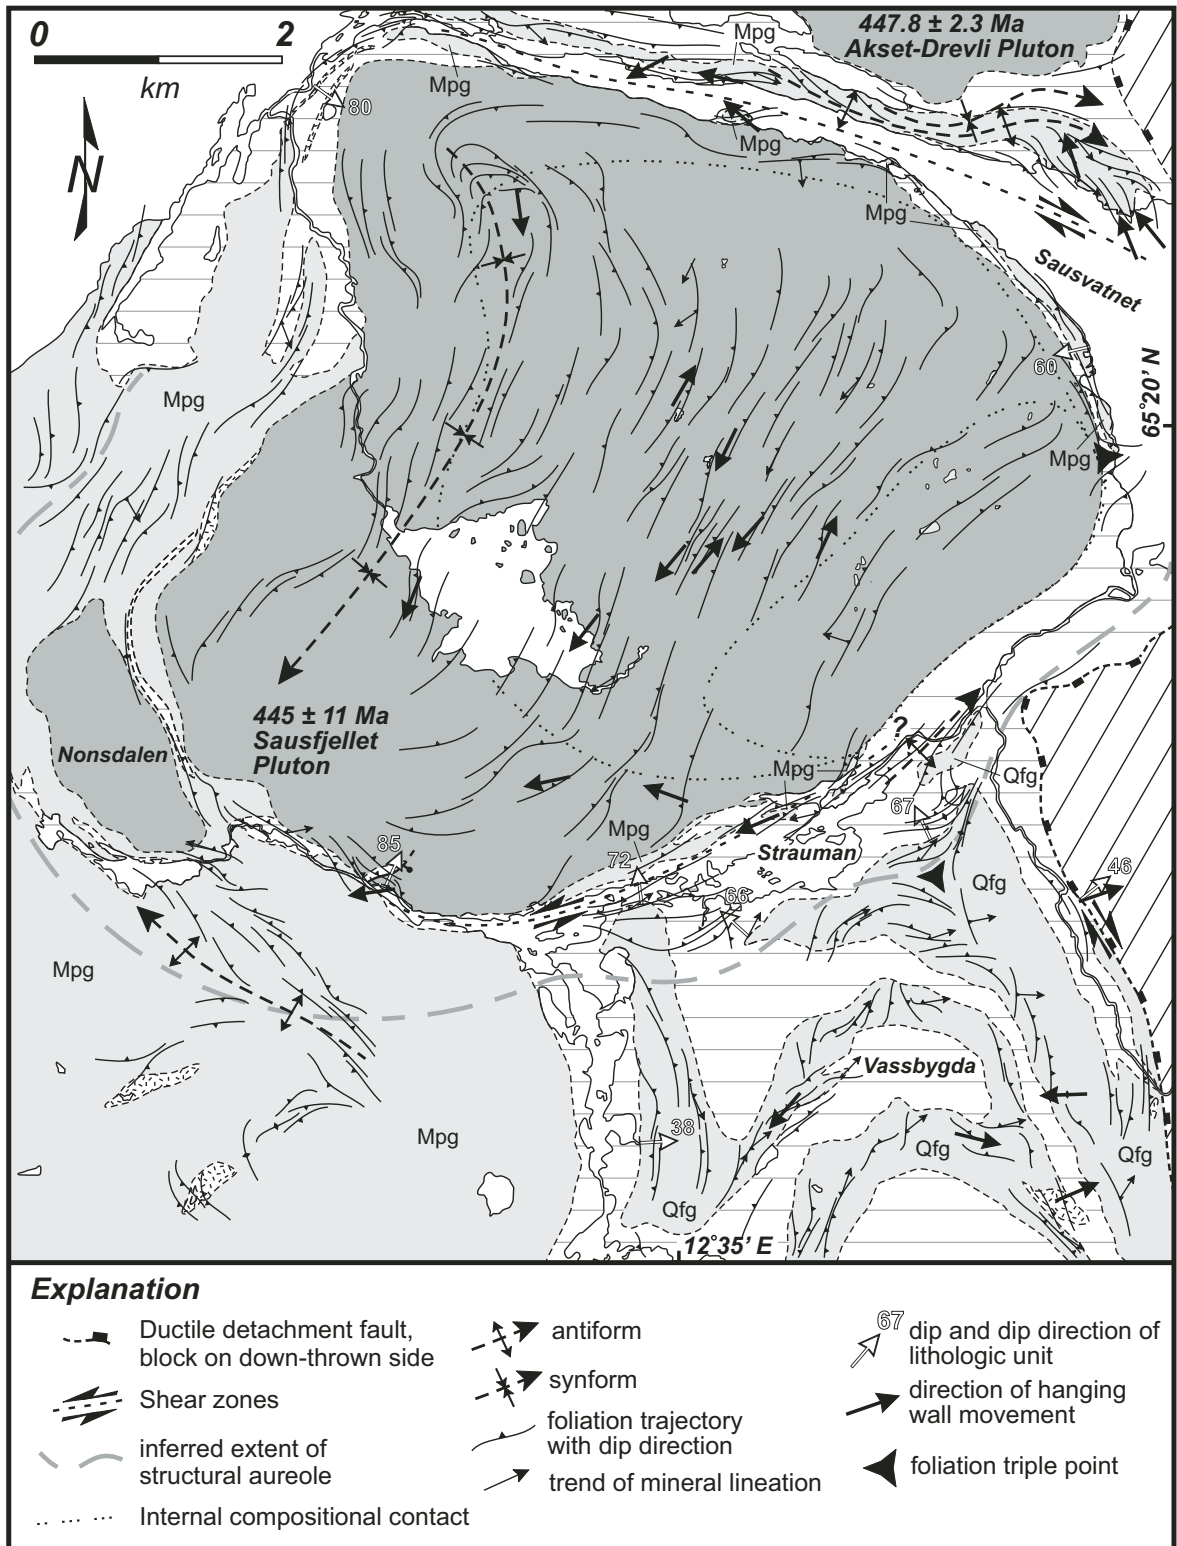 0
2
km
N
447.8 ± 2.3 Ma
Akset-Drevli Pluton
Mpg
Mpg
80
Mpg
Mpg
Sausvatnet
60
65°20' N
Mpg
Mpg
445 ± 11 Ma
Sausfjellet
Pluton
Nonsdalen
?
Mpg
Qfg
67
Mpg
85
72
Strauman
66
Qfg
46
Mpg
Vassbygda
38
Mpg
Qfg
Qfg
Qfg
12°35' E
Explanation
Ductile detachment fault,
block on down-thrown side
Shear zones
inferred extent of
structural aureole
Internal compositional contact
antiform
synform
foliation trajectory
with dip direction
trend of mineral lineation
67
dip and dip direction of
lithologic unit
direction of hanging
wall movement
foliation triple point